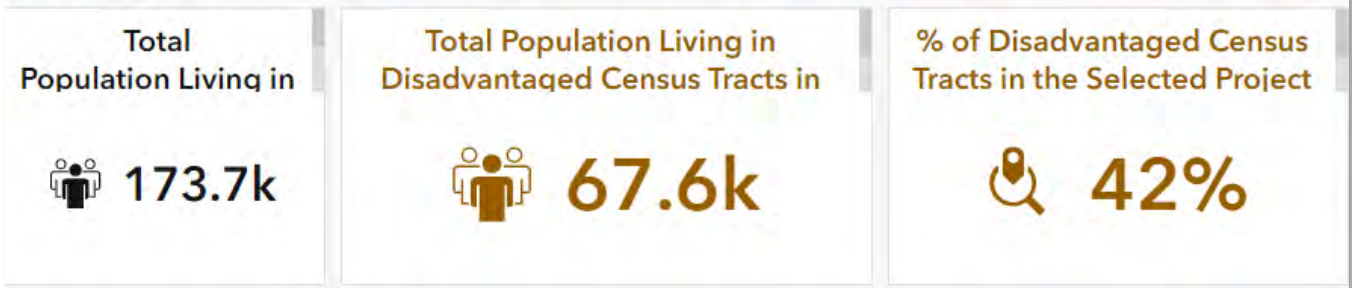 Total
Population Living in
173.7k
Total Population Living in
Disadvantaged Census Tracts in
67.6k
% of Disadvantaged Census
Tracts in the Selected Project
42%